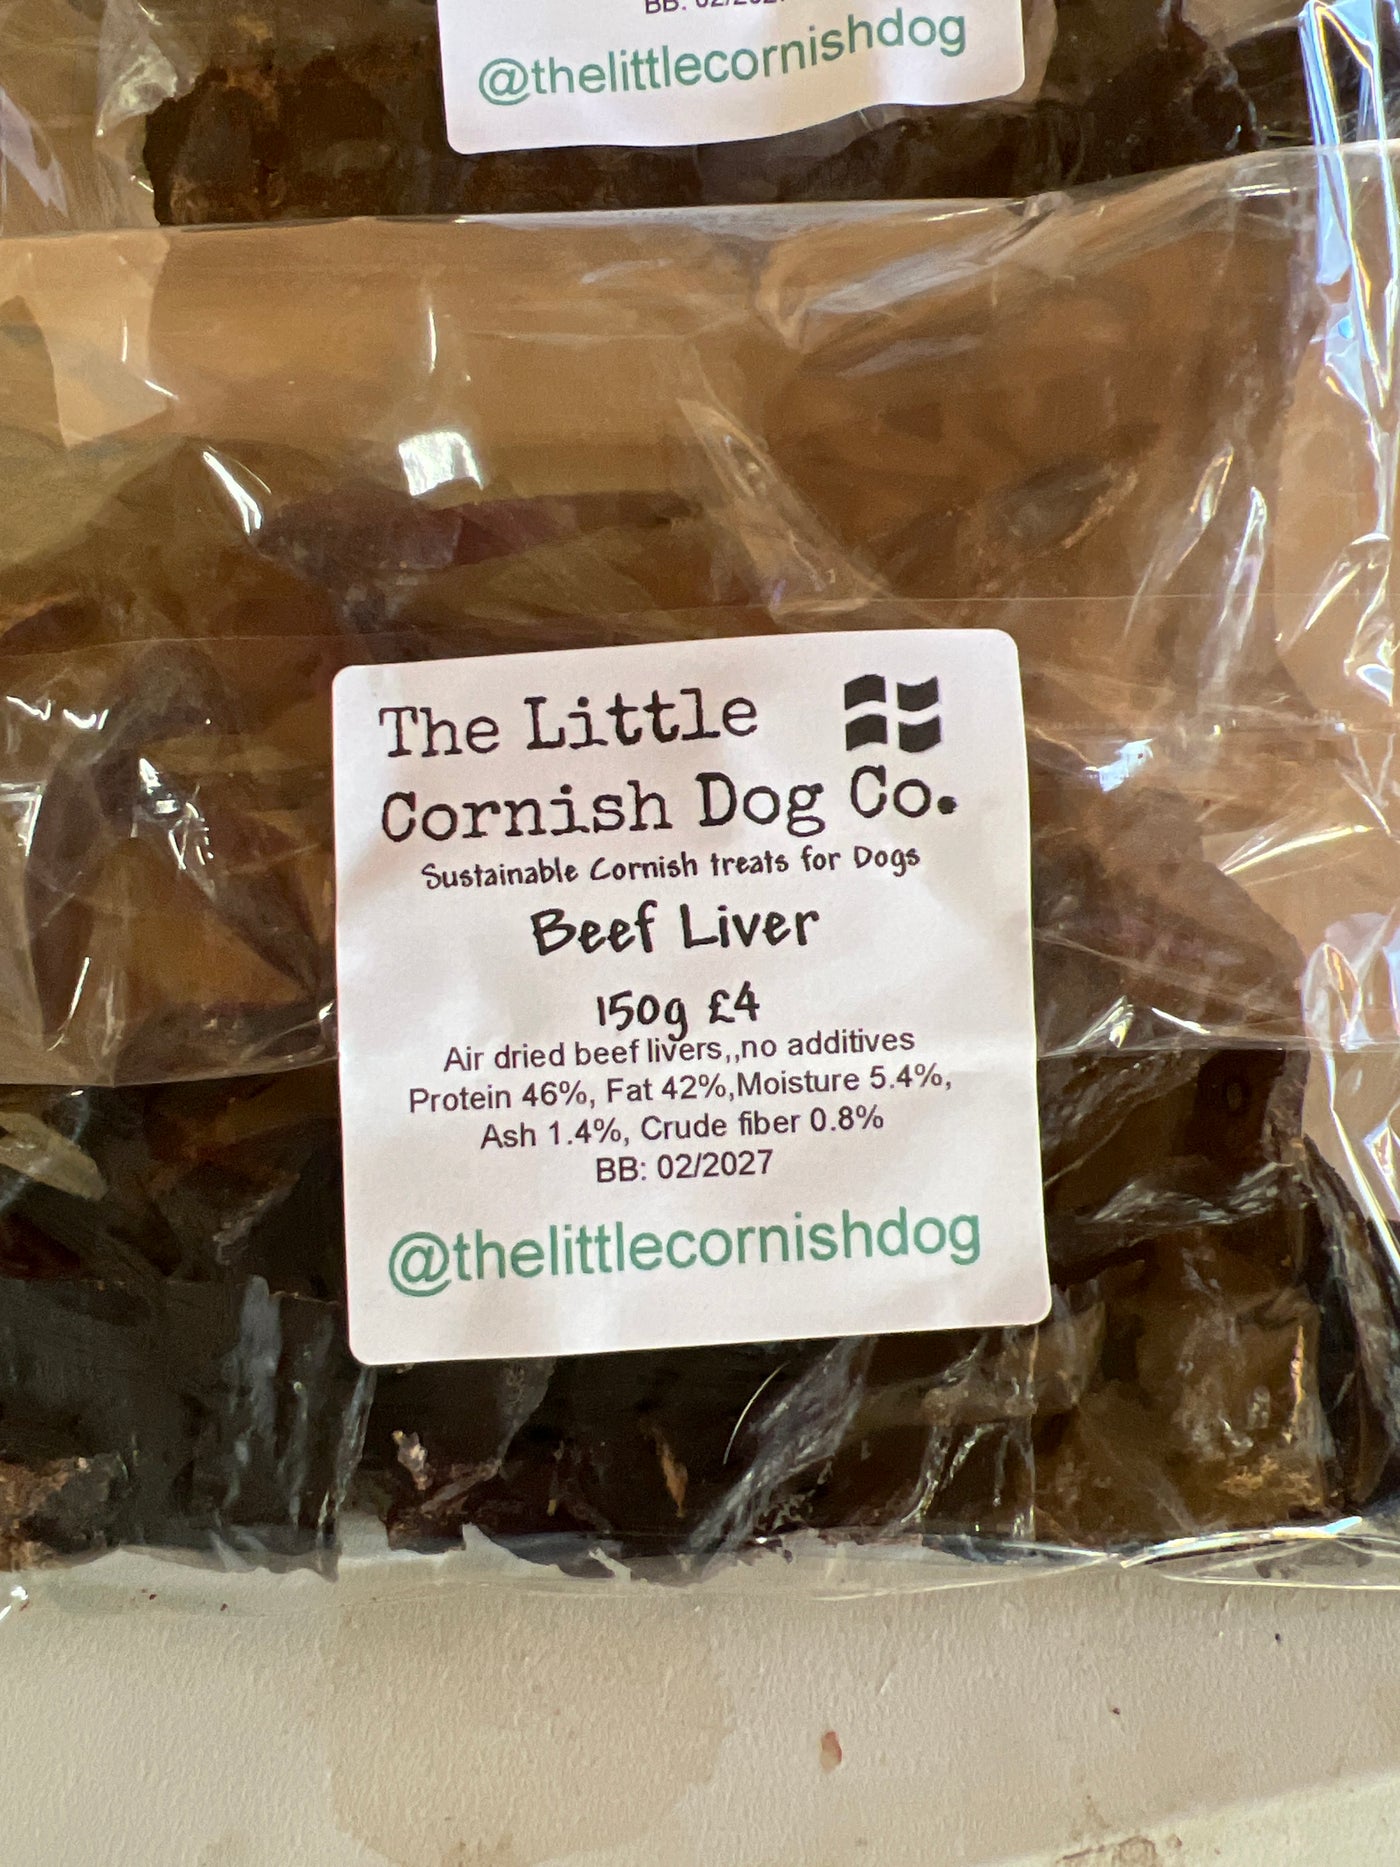 @thelittlecornishdog
The Little
Cornish Dog Co.
Sustainable Cornish treats for Dogs
Beef Liver
150g £4
Air dried beef livers,,no additives
Protein 46%, Fat 42%,Moisture 5.4%,
Ash 1.4%, Crude fiber 0.8%
BB: 02/2027
@thelittlecornishdog